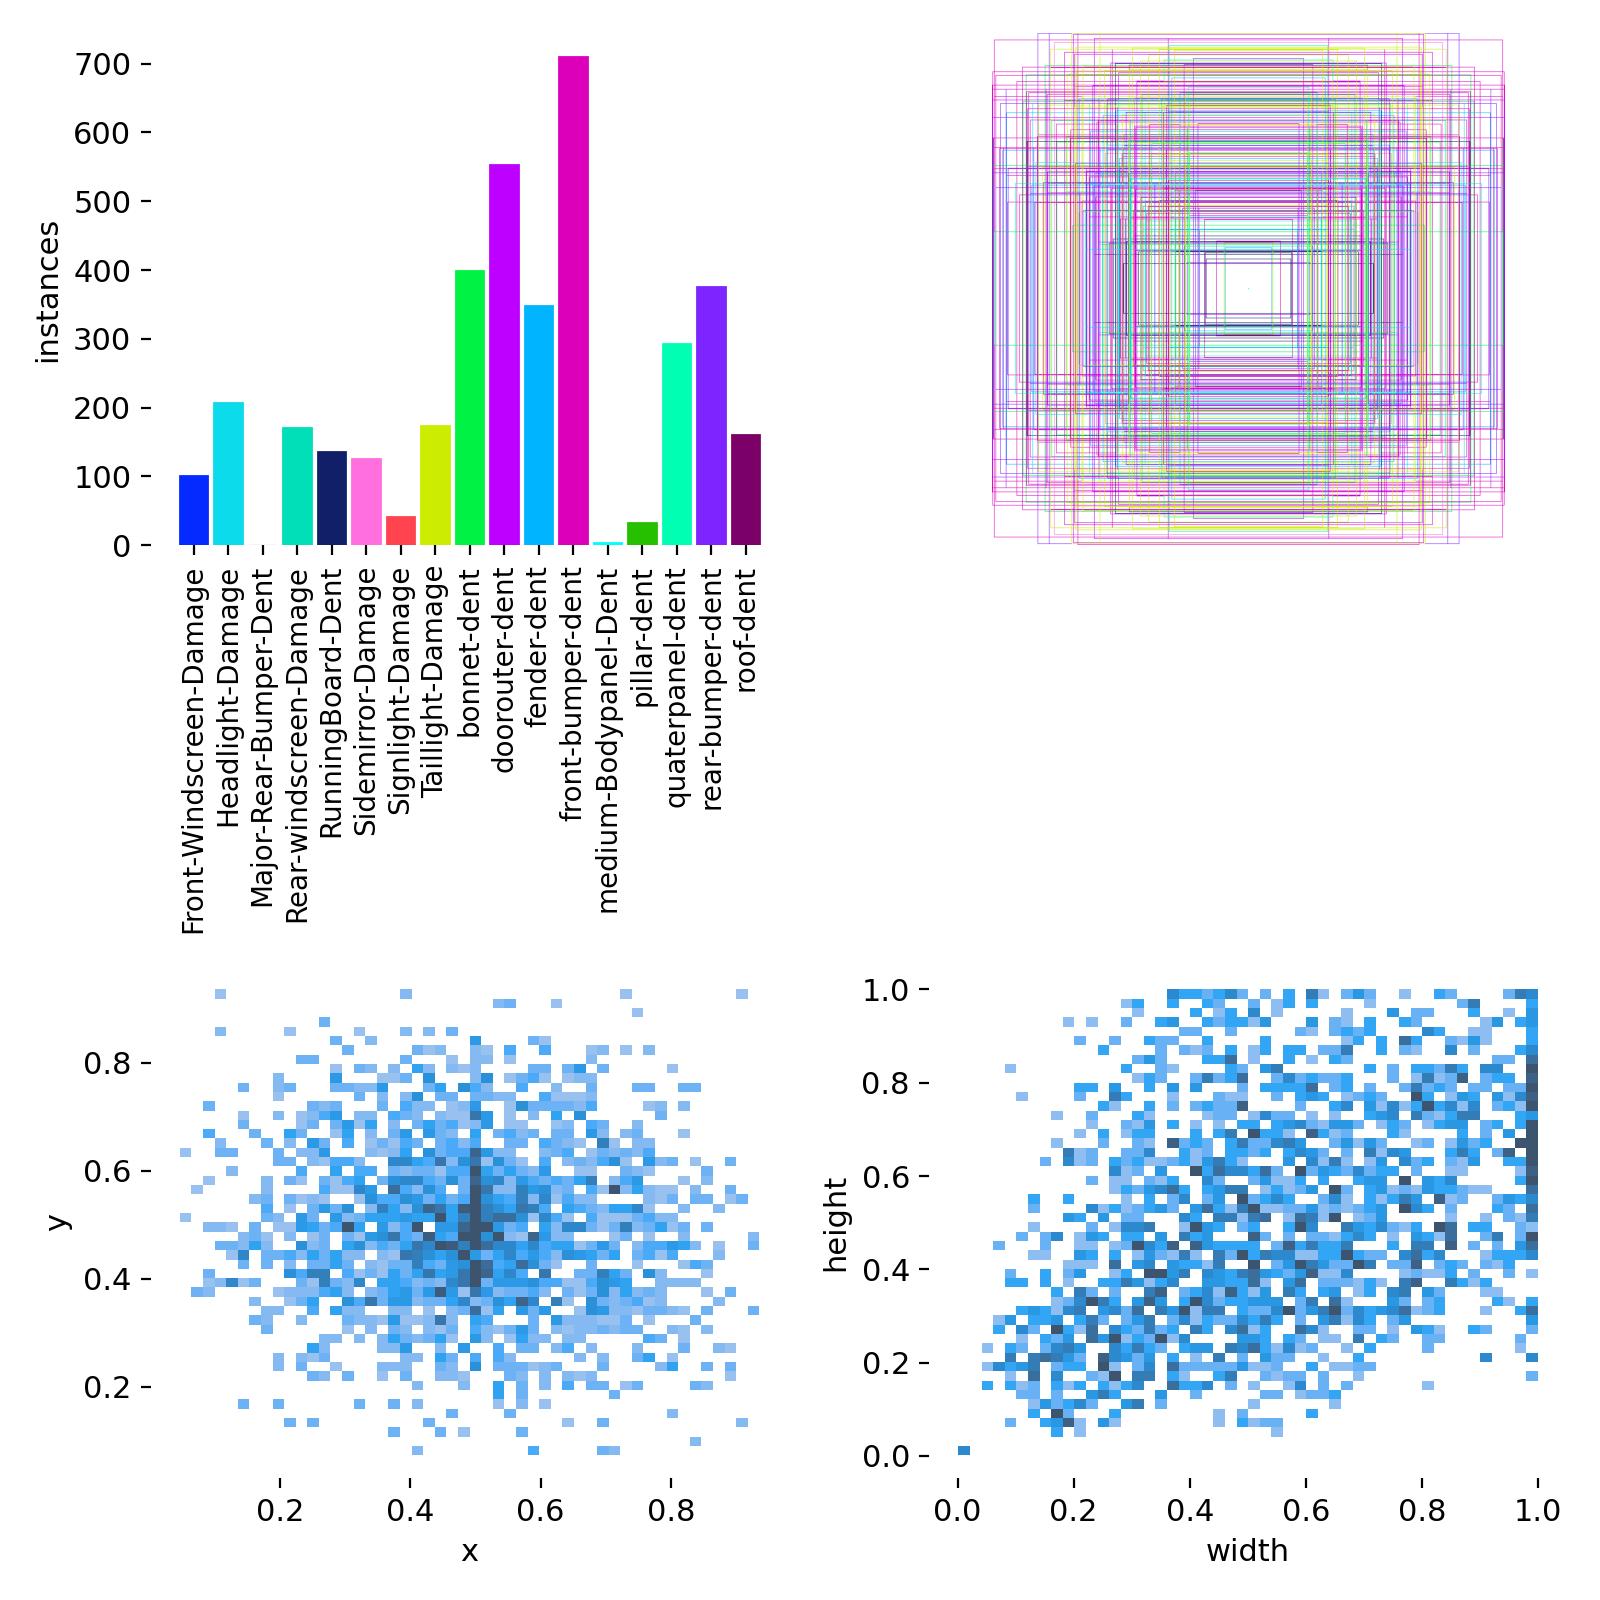 instances
700
600
500
400
300
200
100
0
Front-Windscreen-Damage
Headlight-Damage
Major-Rear-Bumper-Dent
Rear-windscreen-Damage
RunningBoard-Dent
Sidemirror-Damage
Signlight-Damage
Taillight-Damage
bonnet-dent
doorouter-dent
fender-dent
front-bumper-dent
medium-Bodypanel-Dent
pillar-dent
quaterpanel-dent
rear-bumper-dent
roof-dent
y
0.8
0.6
0.4
0.2
0.2 0.4 0.6 0.8
x
height
1.0
0.8
0.6
0.4
0.2
0.0
0.0 0.2 0.4 0.6 0.8 1.0
width